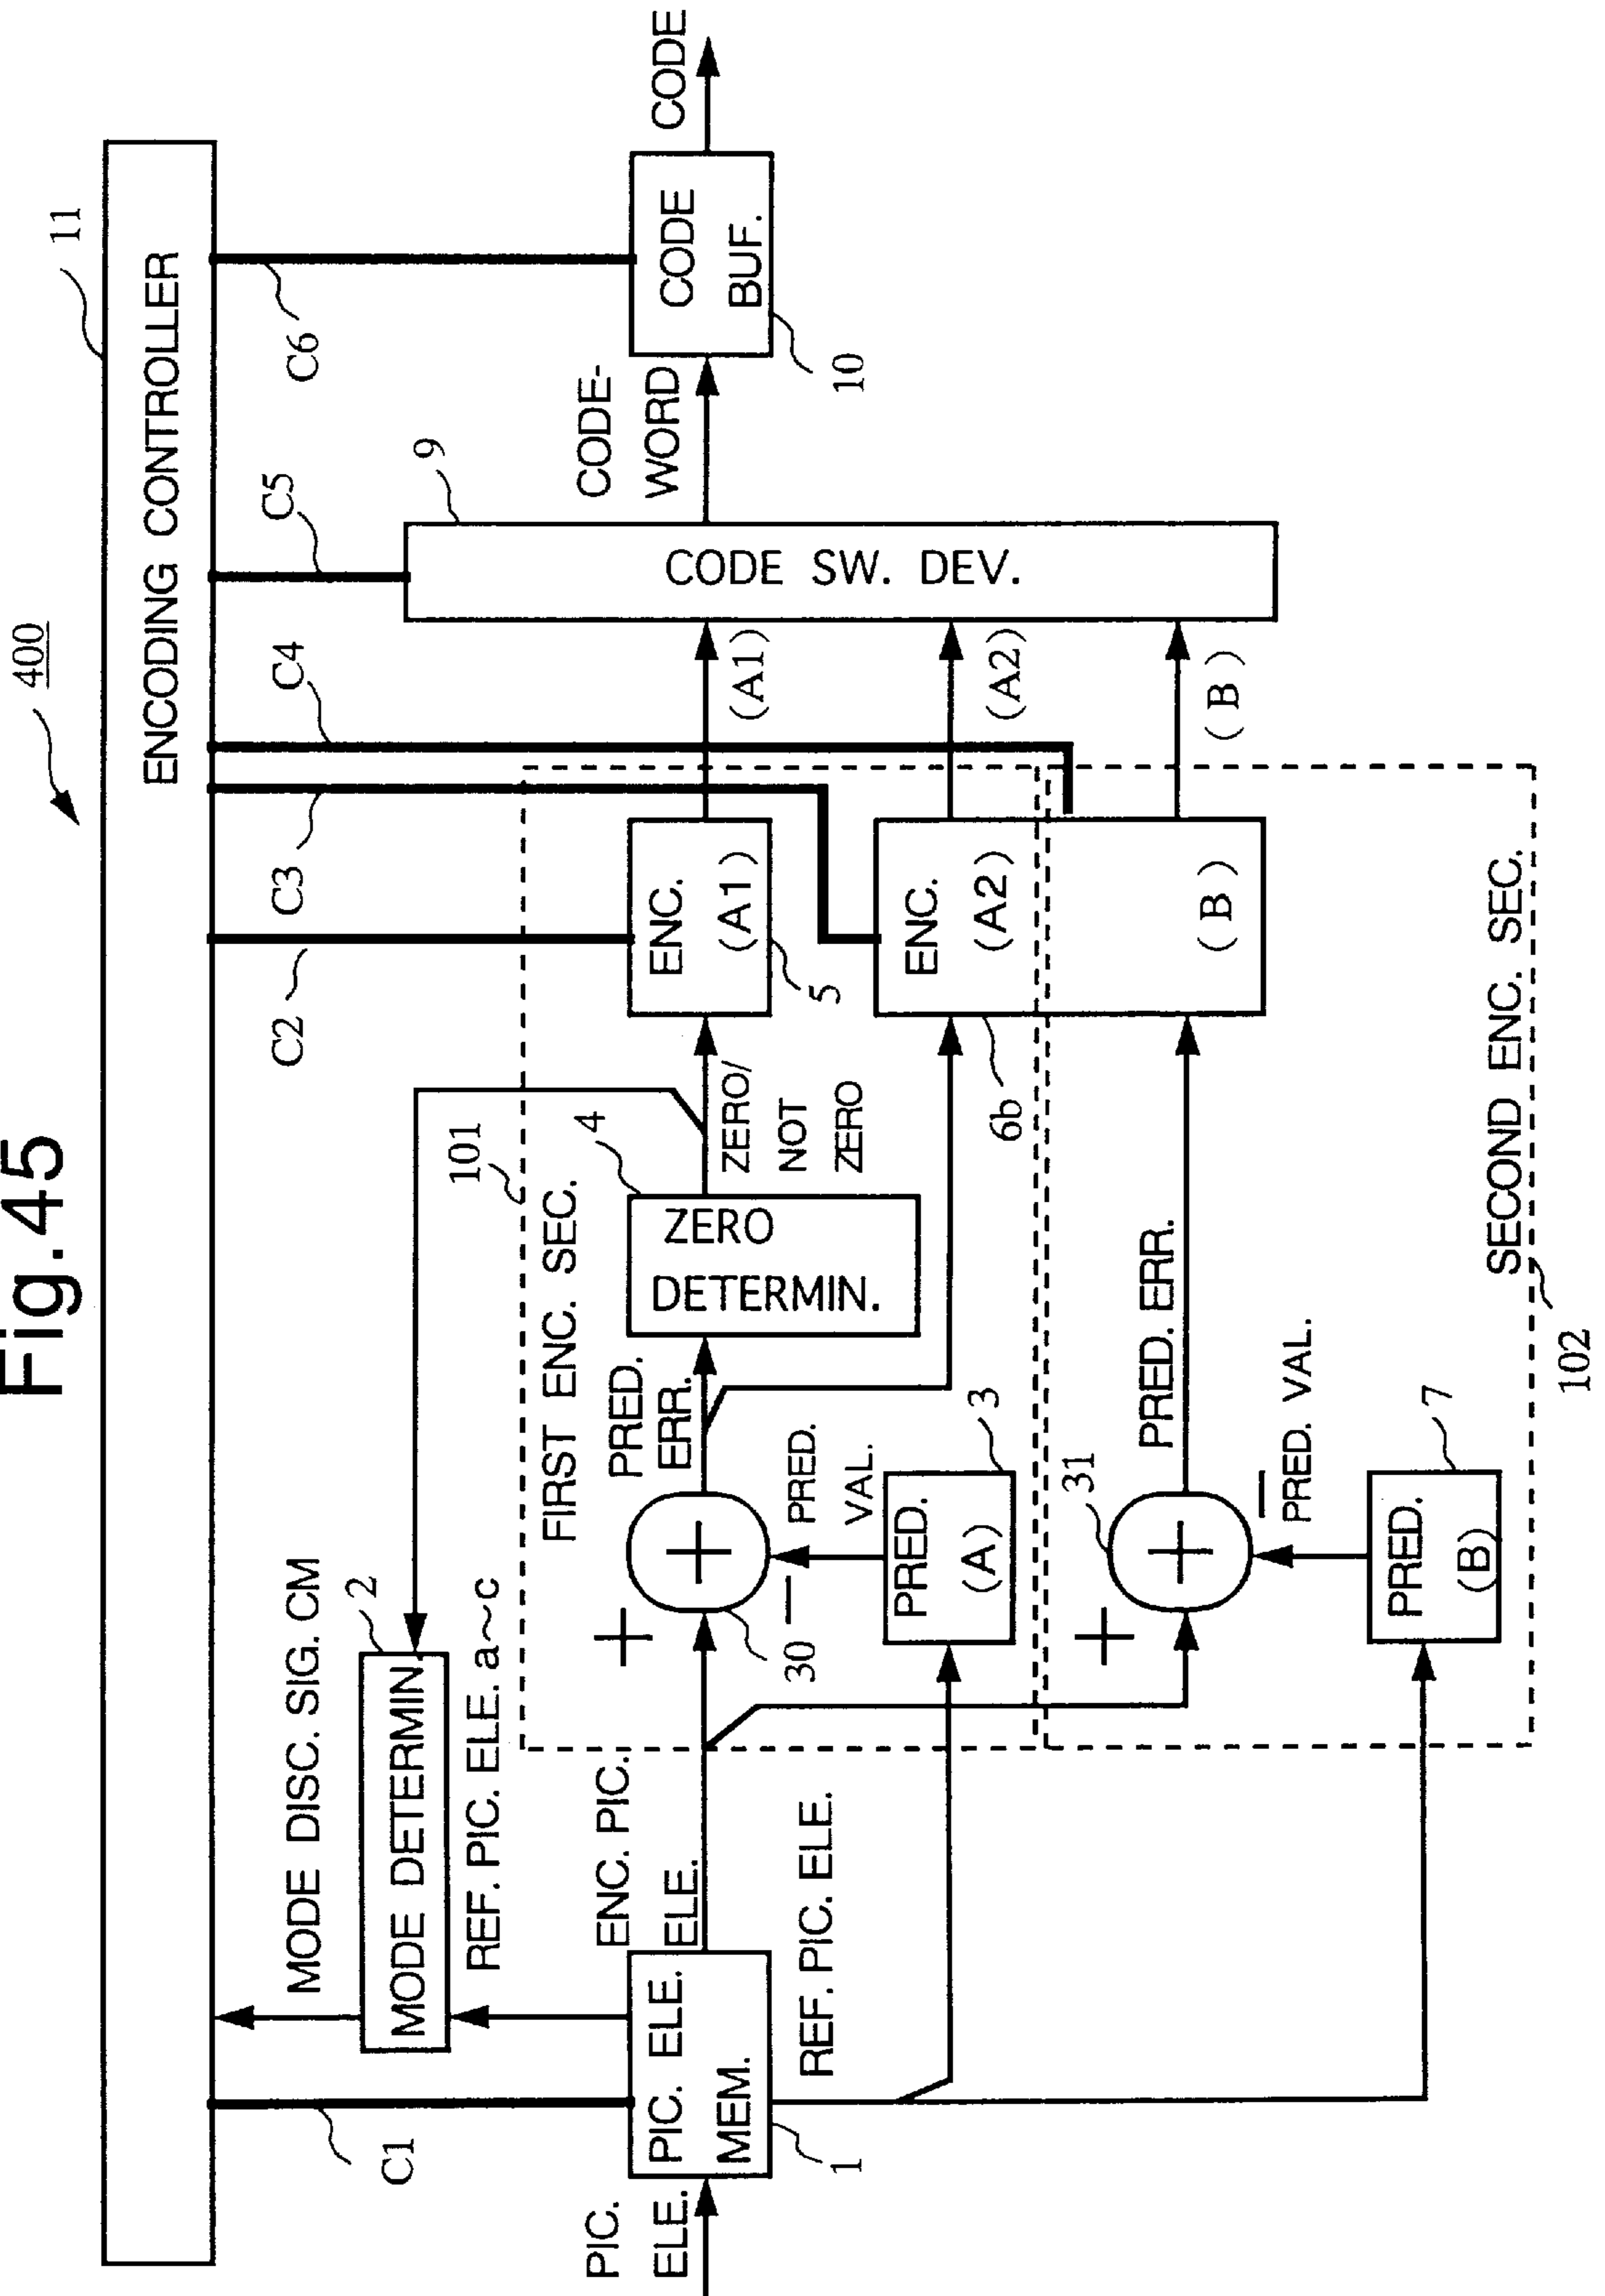 Fig.45
400
11
ENCODING CONTROLLER
C1
MODE DISC. SIG. CM
2
MODE DETERMIN.
REF. PIC. ELE. a~c
C2
C3
C4
C5
C6
PIC.
ELE.
PIC. ELE.
MEM.
1
ENC. PIC.
ELE.
REF. PIC. ELE.
101
FIRST ENC. SEC.
+
+
30
−
PRED.
VAL.
PRED.
(A)
3
PRED.
ERR.
4
ZERO
DETERMIN.
ZERO/
NOT
ZERO
ENC.
(A1)
5
(A1)
ENC.
(A2)
(B)
6b
(A2)
(B)
+
+
31
−
PRED. VAL.
PRED.
(B)
7
PRED. ERR.
SECOND ENC. SEC.
102
9
CODE SW. DEV.
CODE-
WORD
CODE
BUF.
10
CODE